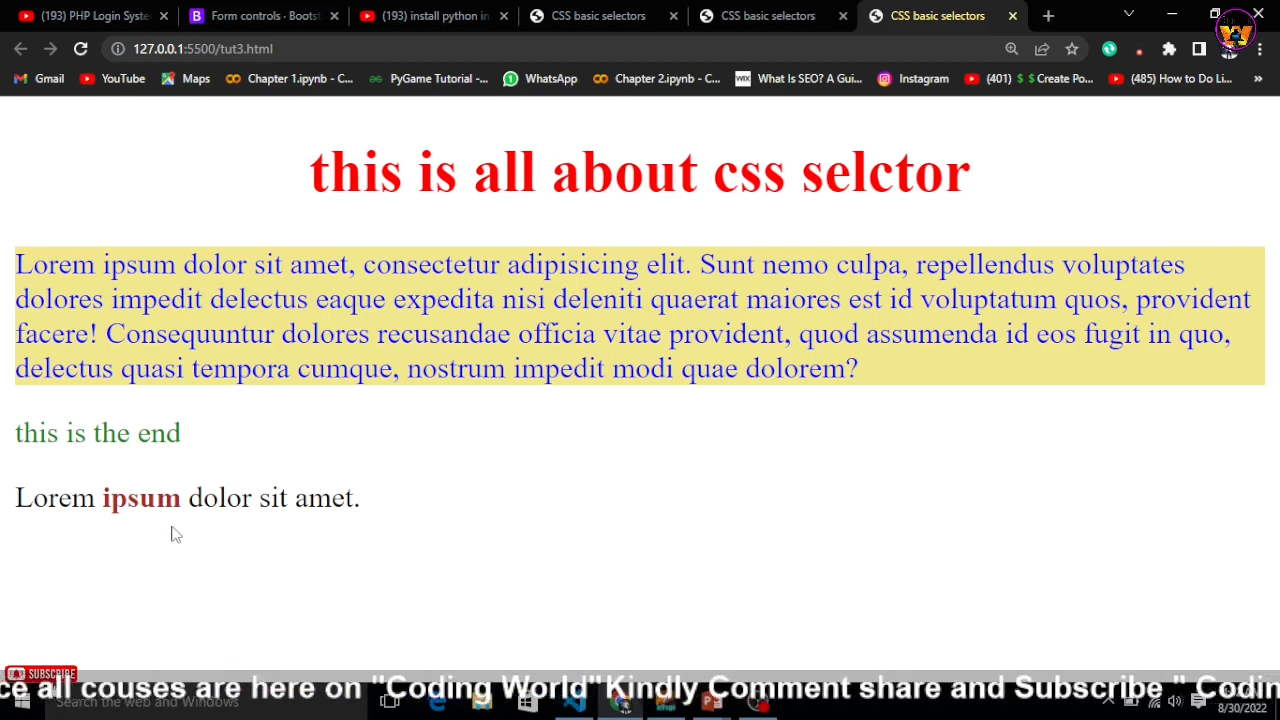 (193) PHP Login Syste
Form controls · Bootst
(193) install python in
CSS basic selectors
CSS basic selectors
CSS basic selectors
127.0.0.1:5500/tut3.html
Gmail
YouTube
Maps
Chapter 1.ipynb - C...
PyGame Tutorial -...
WhatsApp
Chapter 2.ipynb - C...
WIX
What Is SEO? A Gui...
Instagram
(401) $ $Create Po...
(485) How to Do Li...
this is all about css selctor
Lorem ipsum dolor sit amet, consectetur adipisicing elit. Sunt nemo culpa, repellendus voluptates
dolores impedit delectus eaque expedita nisi deleniti quaerat maiores est id voluptatum quos, provident
facere! Consequuntur dolores recusandae officia vitae provident, quod assumenda id eos fugit in quo,
delectus quasi tempora cumque, nostrum impedit modi quae dolorem?
this is the end
Lorem ipsum dolor sit amet.
SUBSCRIBE
ce all couses are here on "Coding World"Kindly Comment share and Subscribe " Codin
Search the web and Windows
8/30/2022